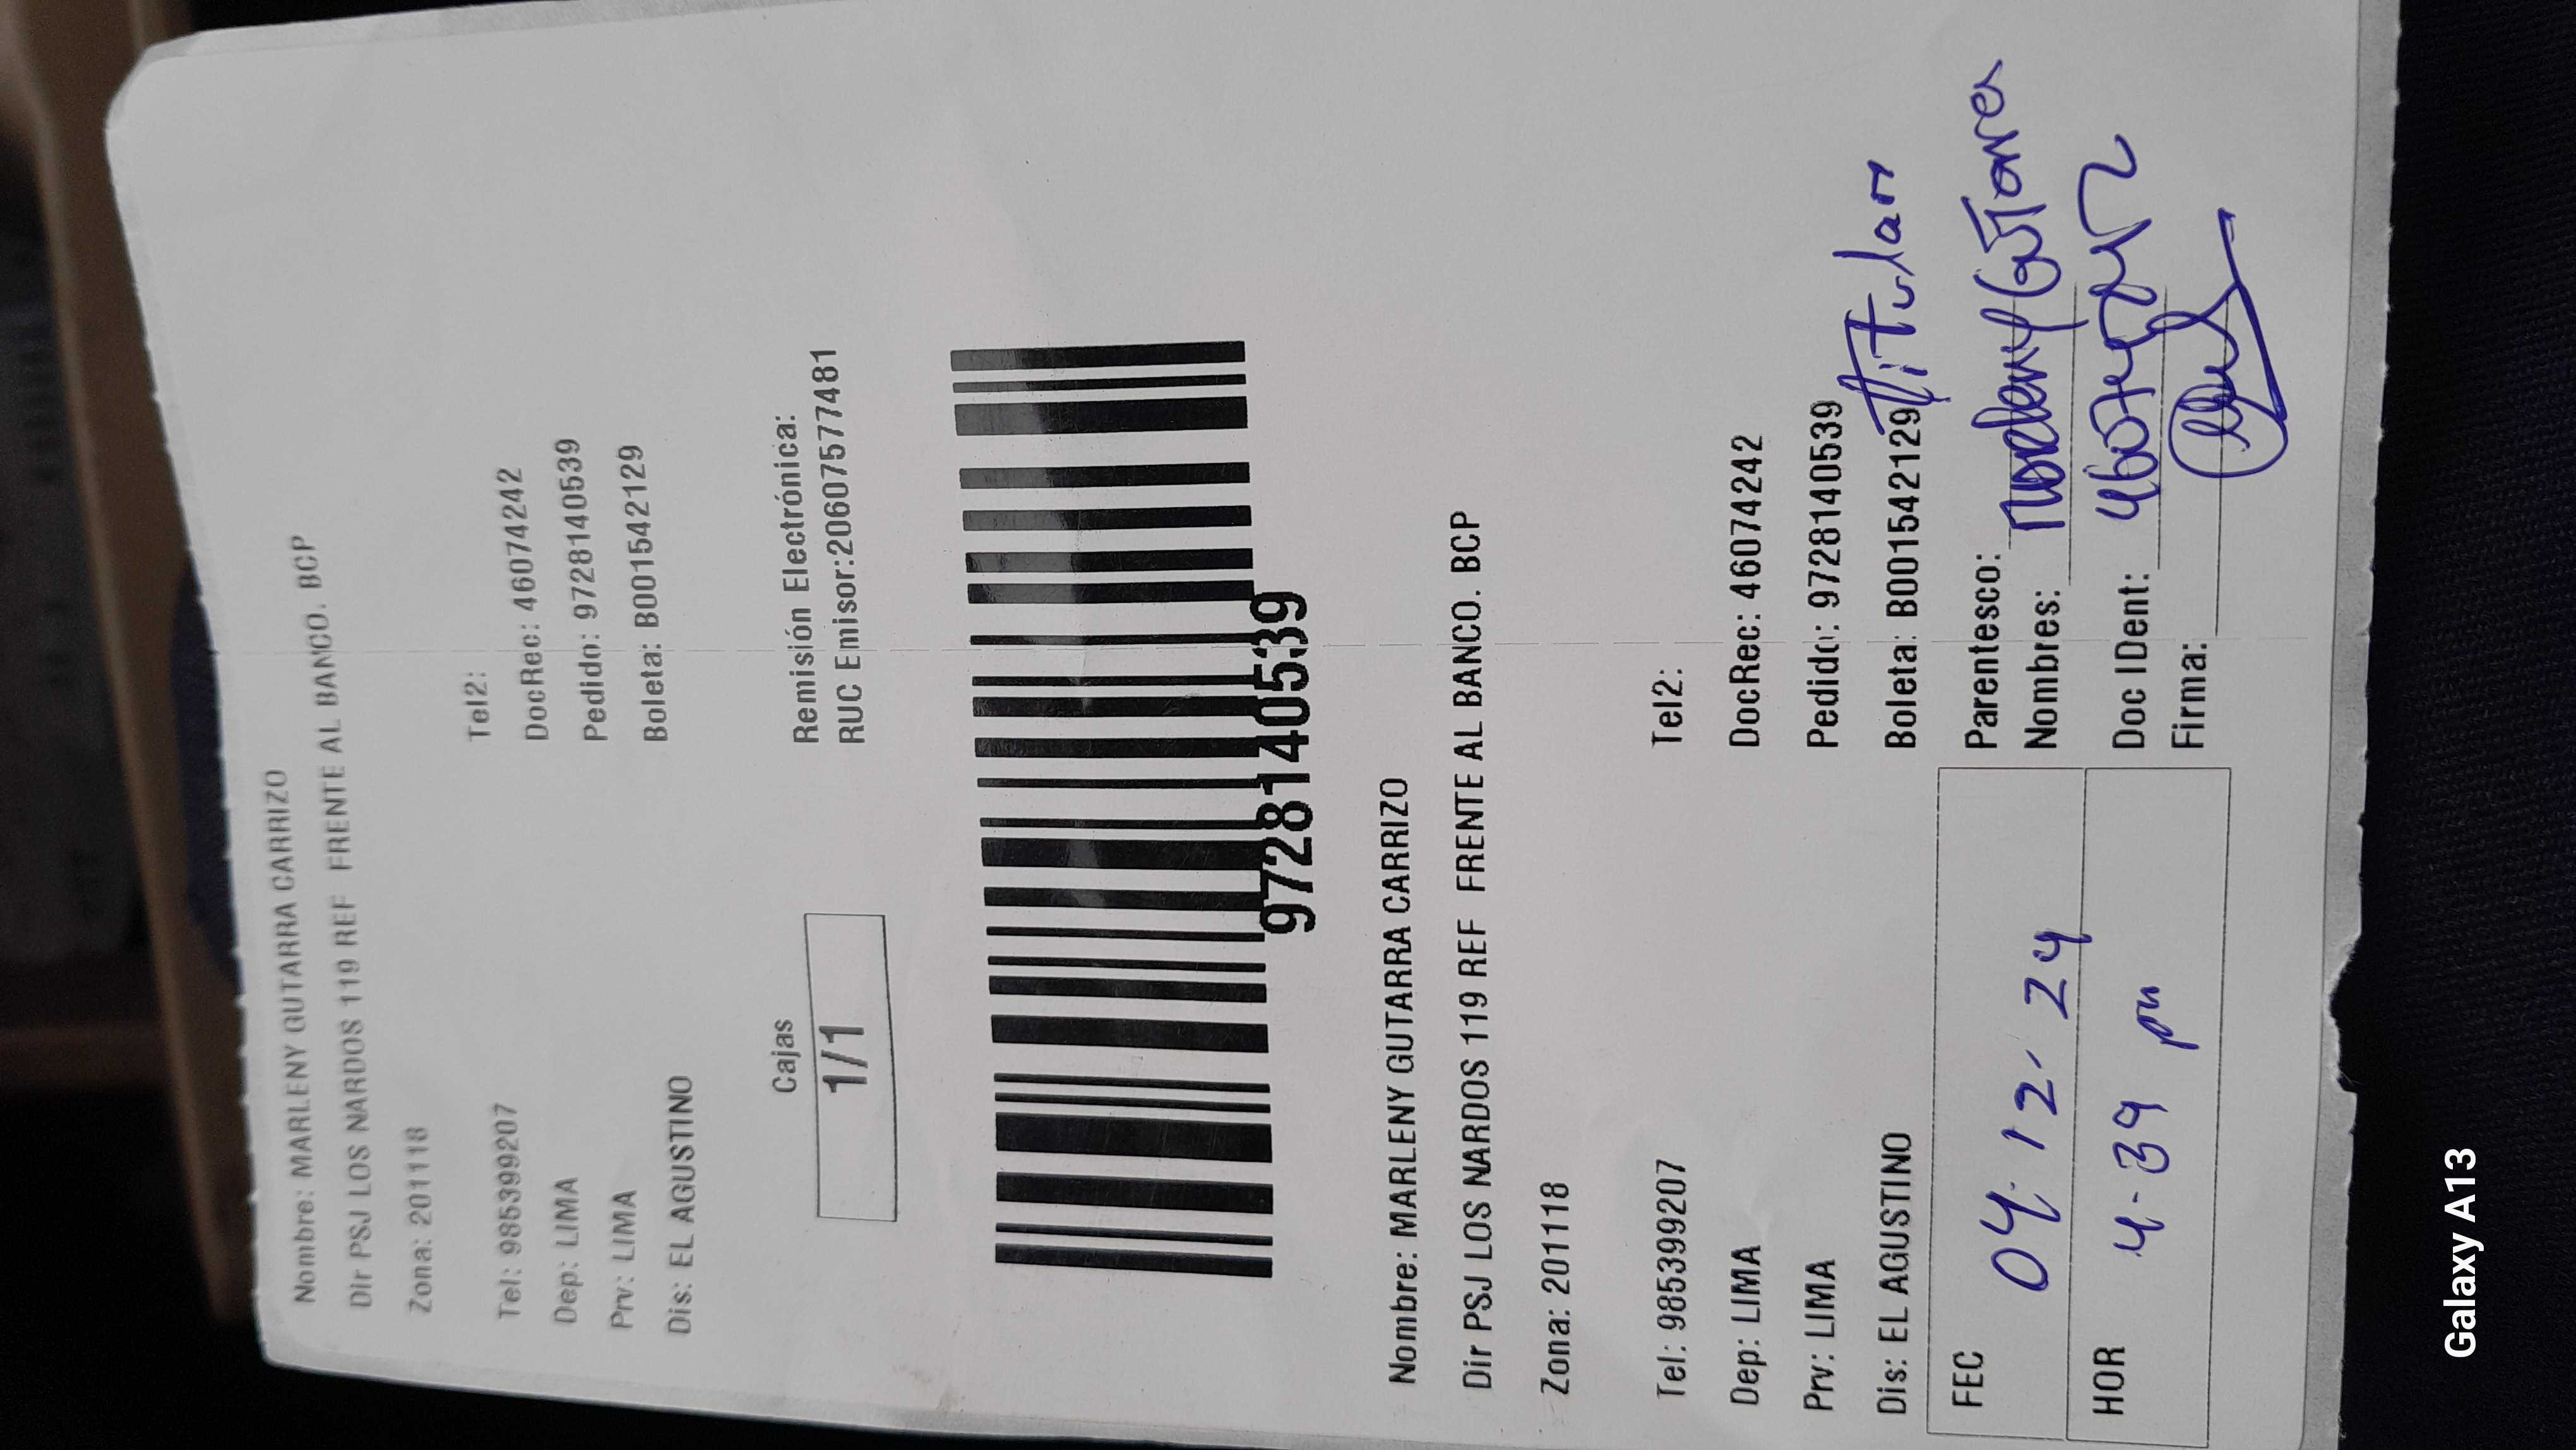 Nombre: MARLENY GUTARRA CARRIZO
Dir PSJ LOS NARDOS 119 REF FRENTE AL BANCO. BCP
Zona: 201118
Tel: 985399207 Tel2:
Dep: LIMA DocRec: 46074242
Prv: LIMA Pedido: 9728140539
Dis: EL AGUSTINO Boleta: B001542129
Cajas Remisión Electrónica:
1/1 RUC Emisor:20607577481
9728140539
Nombre: MARLENY GUTARRA CARRIZO
Dir PSJ LOS NARDOS 119 REF FRENTE AL BANCO. BCP
Zona: 201118
Tel: 985399207 Tel2:
Dep: LIMA DocRec: 46074242
Prv: LIMA Pedido: 9728140539
Dis: EL AGUSTINO Boleta: B001542129
Titular
FEC 04.12.24 Parentesco:
Nombres: Marleny
HOR 4.39 pm Doc IDent:
Firma:
Galaxy A13